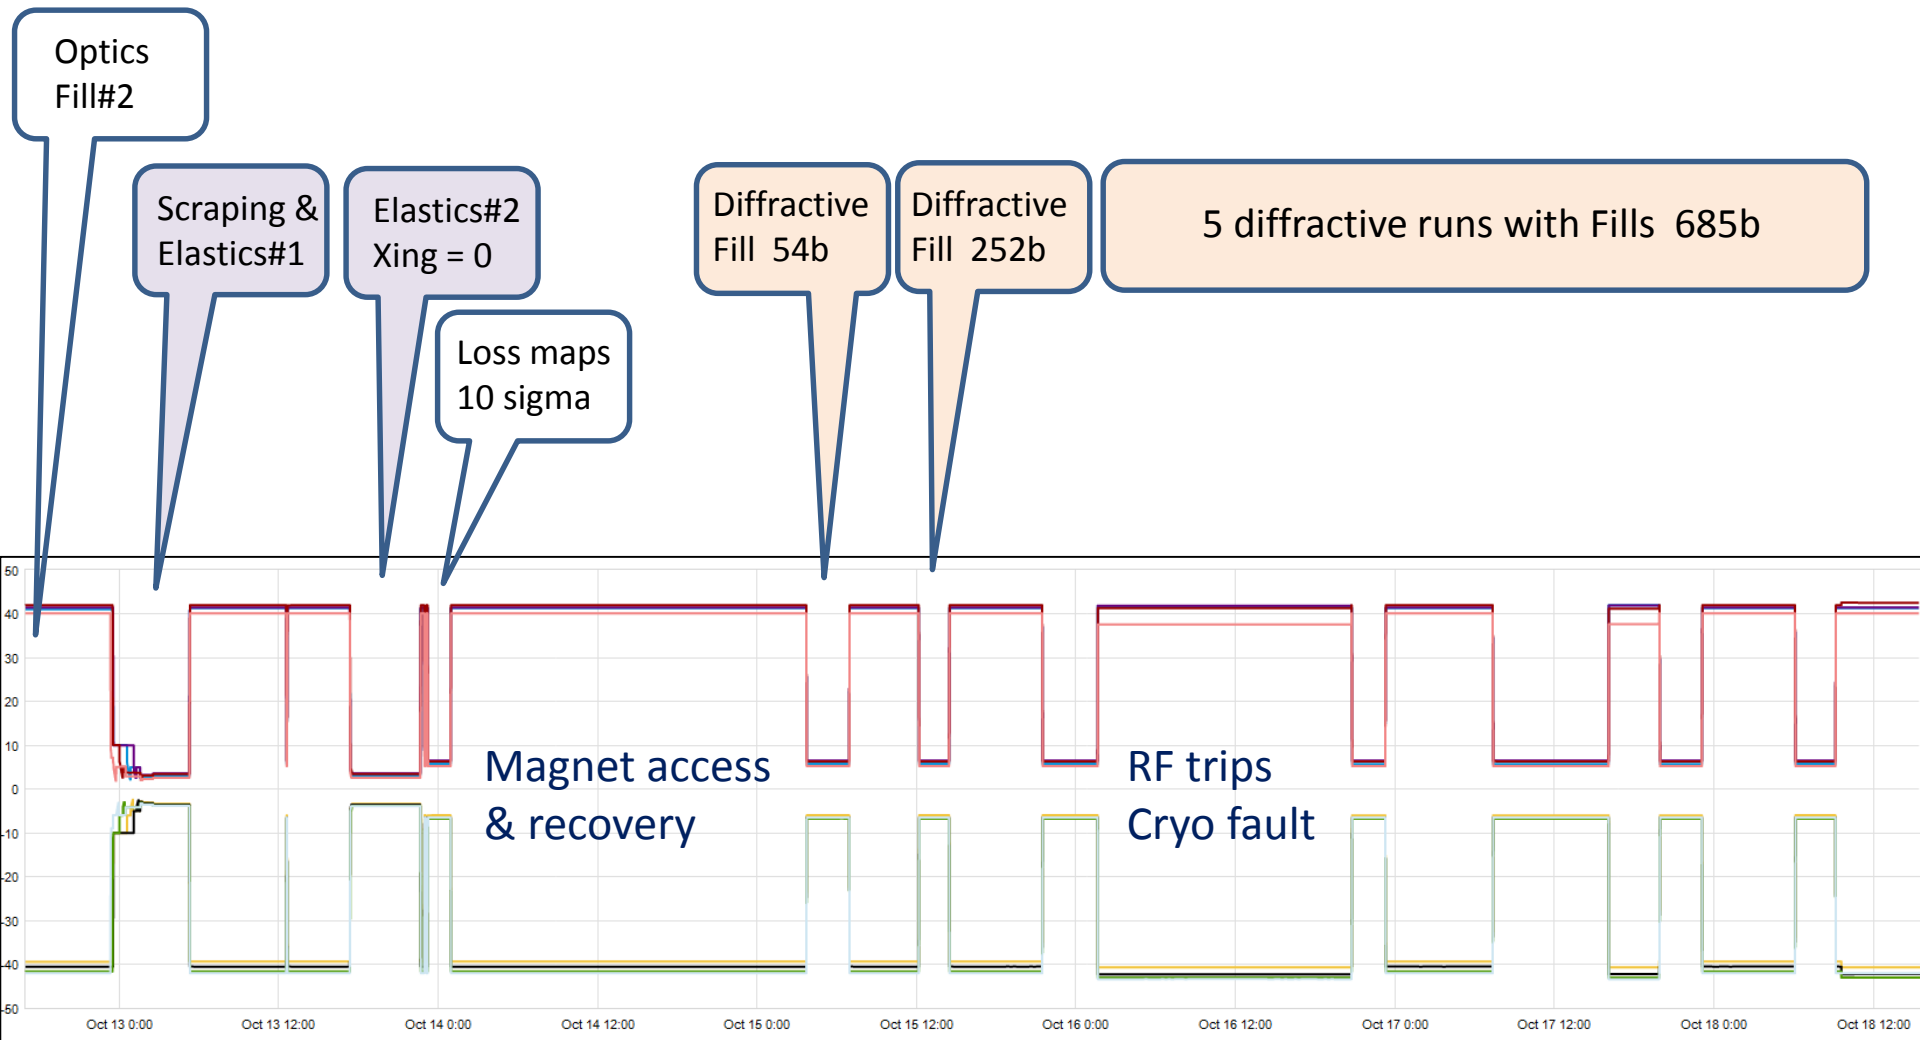 Optics
Fill#2
Scraping &
Elastics#1
Elastics#2
Xing = 0
Loss maps
10 sigma
Diffractive
Fill 54b
Diffractive
Fill 252b
5 diffractive runs with Fills 685b
50
40
30
20
10
0
-10
-20
-30
-40
-50
Magnet access
& recovery
RF trips
Cryo fault
Oct 13 0:00
Oct 13 12:00
Oct 14 0:00
Oct 14 12:00
Oct 15 0:00
Oct 15 12:00
Oct 16 0:00
Oct 16 12:00
Oct 17 0:00
Oct 17 12:00
Oct 18 0:00
Oct 18 12:00